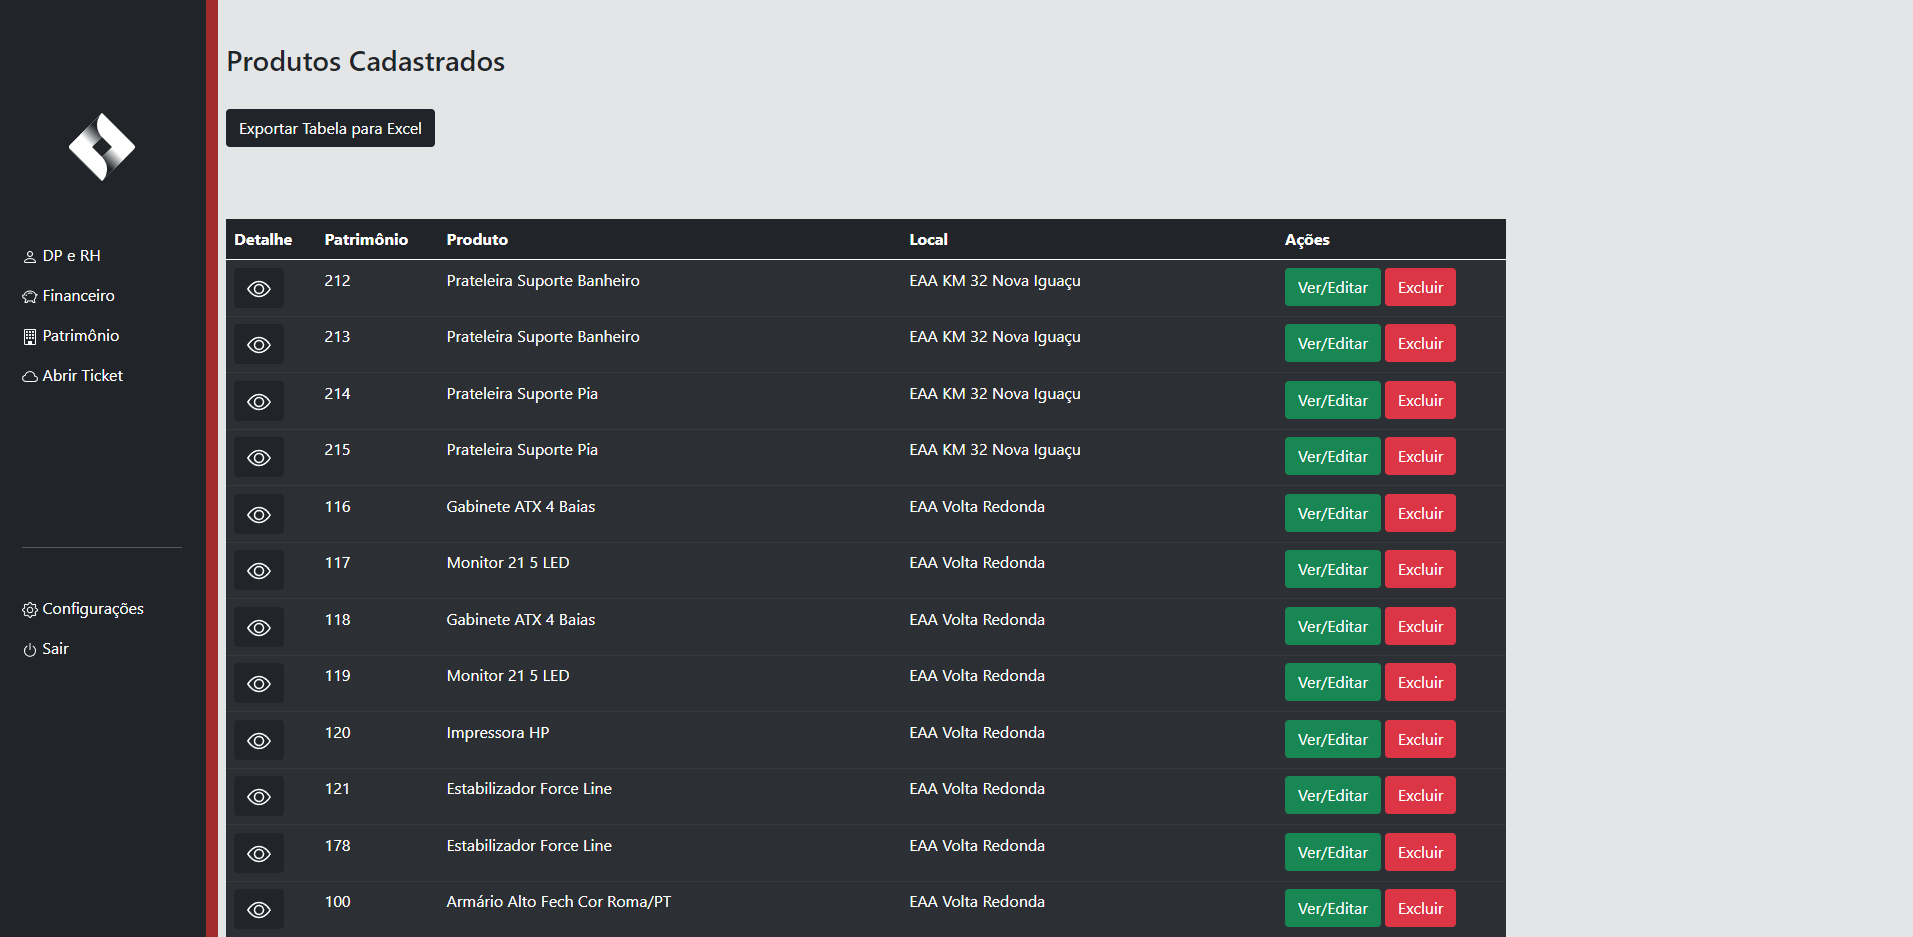 Produtos Cadastrados
Exportar Tabela para Excel
DP e RH
Financeiro
Patrimônio
Abrir Ticket
Configurações
Sair
Detalhe Patrimônio Produto Local Ações
212 Prateleira Suporte Banheiro EAA KM 32 Nova Iguaçu Ver/Editar Excluir
213 Prateleira Suporte Banheiro EAA KM 32 Nova Iguaçu Ver/Editar Excluir
214 Prateleira Suporte Pia EAA KM 32 Nova Iguaçu Ver/Editar Excluir
215 Prateleira Suporte Pia EAA KM 32 Nova Iguaçu Ver/Editar Excluir
116 Gabinete ATX 4 Baias EAA Volta Redonda Ver/Editar Excluir
117 Monitor 21 5 LED EAA Volta Redonda Ver/Editar Excluir
118 Gabinete ATX 4 Baias EAA Volta Redonda Ver/Editar Excluir
119 Monitor 21 5 LED EAA Volta Redonda Ver/Editar Excluir
120 Impressora HP EAA Volta Redonda Ver/Editar Excluir
121 Estabilizador Force Line EAA Volta Redonda Ver/Editar Excluir
178 Estabilizador Force Line EAA Volta Redonda Ver/Editar Excluir
100 Armário Alto Fech Cor Roma/PT EAA Volta Redonda Ver/Editar Excluir